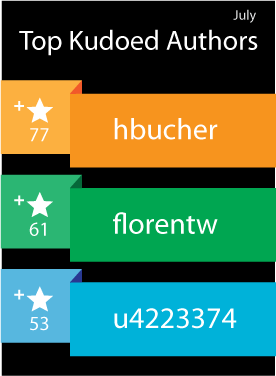 July
Top Kudoed Authors
+★
77
hbucher
+★
61
florentw
+★
53
u4223374